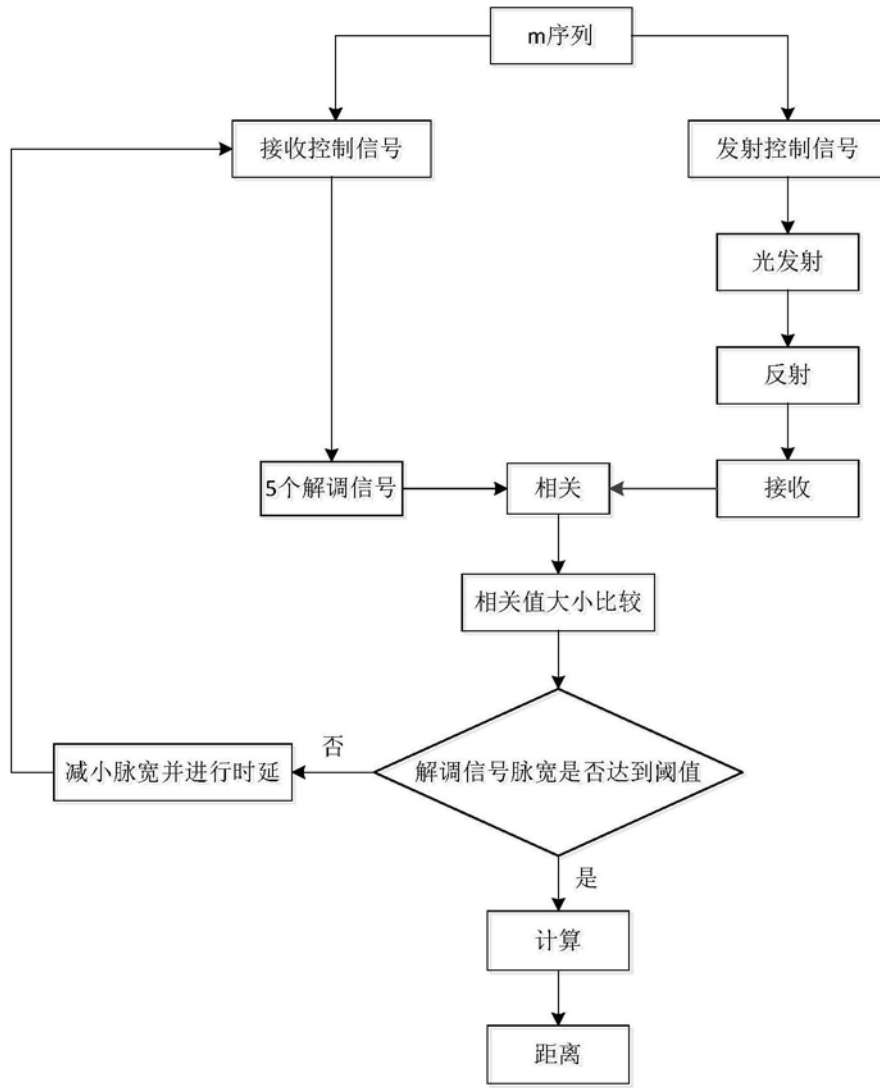 m序列
接收控制信号
发射控制信号
光发射
反射
5个解调信号
相关
接收
相关值大小比较
解调信号脉宽是否达到阈值
否
减小脉宽并进行时延
是
计算
距离